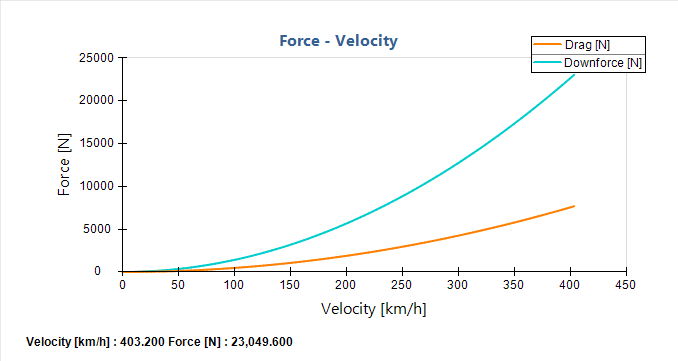 Force - Velocity
Drag [N]
Downforce [N]
25000
20000
15000
10000
5000
0
Force [N]
0 50 100 150 200 250 300 350 400 450
Velocity [km/h]
Velocity [km/h] : 403.200 Force [N] : 23,049.600